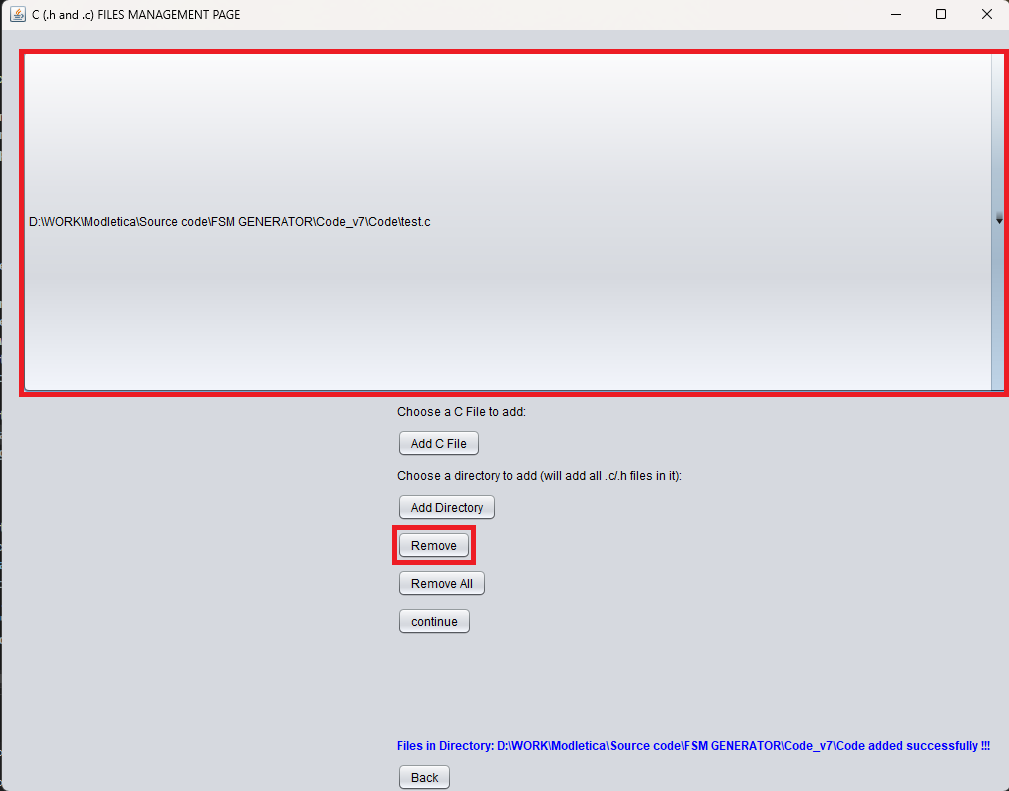 C (.h and .c) FILES MANAGEMENT PAGE
D:\WORK\Modletica\Source code\FSM GENERATOR\Code_v7\Code\test.c
Choose a C File to add:
Add C File
Choose a directory to add (will add all .c/.h files in it):
Add Directory
Remove
Remove All
continue
Files in Directory: D:\WORK\Modletica\Source code\FSM GENERATOR\Code_v7\Code added successfully !!!
Back